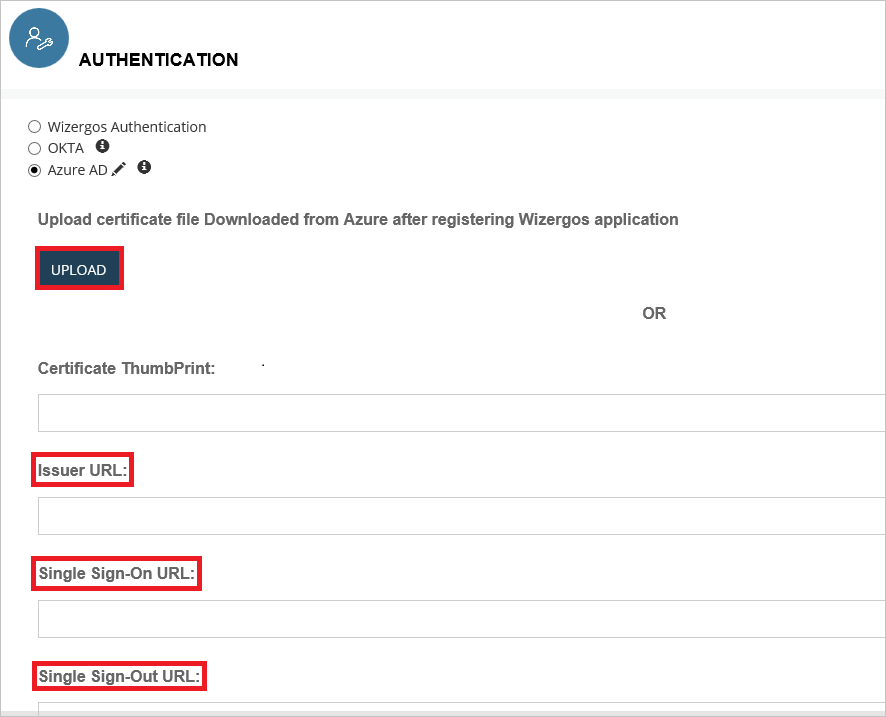 AUTHENTICATION
Wizergos Authentication
OKTA
Azure AD
Upload certificate file Downloaded from Azure after registering Wizergos application
UPLOAD
OR
Certificate ThumbPrint:
Issuer URL:
Single Sign-On URL:
Single Sign-Out URL: